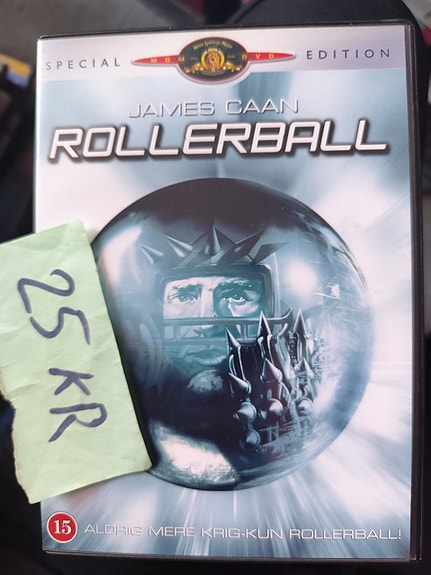 SPECIAL MGM DVD EDITION
JAMES CAAN
ROLLERBALL
25 KR
15 ALDRIG MERE KRIG-KUN ROLLERBALL!